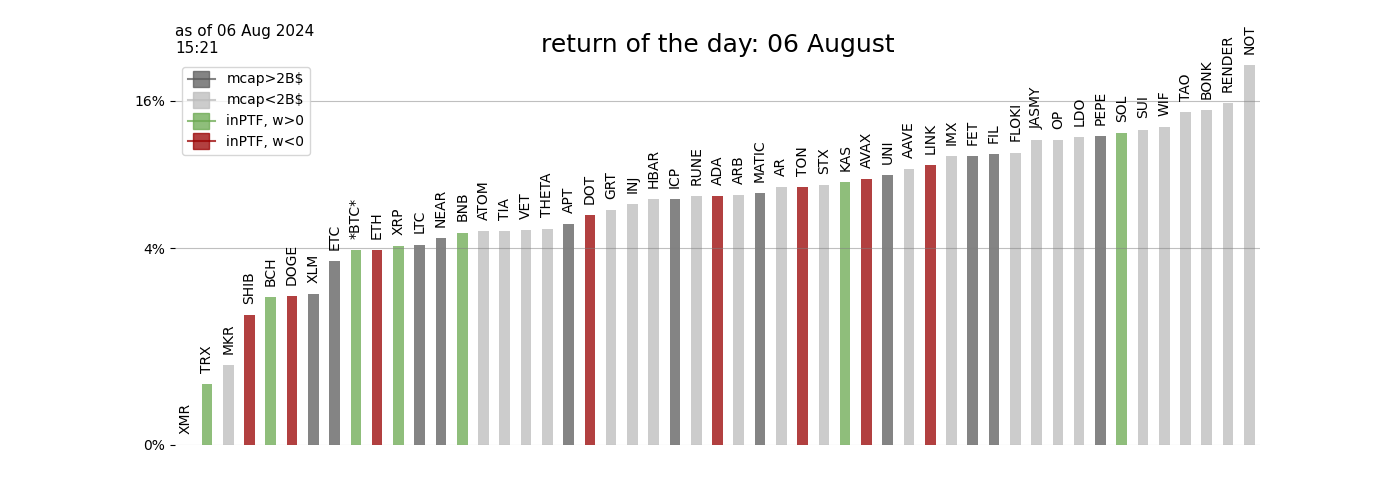 as of 06 Aug 2024
15:21
return of the day: 06 August
mcap>2B$
mcap<2B$
inPTF, w>0
inPTF, w<0
16%
4%
0%
XMR
TRX
MKR
SHIB
BCH
DOGE
XLM
ETC
*BTC*
ETH
XRP
LTC
NEAR
BNB
ATOM
TIA
VET
THETA
APT
DOT
GRT
INJ
HBAR
ICP
RUNE
ADA
ARB
MATIC
AR
TON
STX
KAS
AVAX
UNI
AAVE
LINK
IMX
FET
FIL
FLOKI
JASMY
OP
LDO
PEPE
SOL
SUI
WIF
TAO
BONK
RENDER
NOT